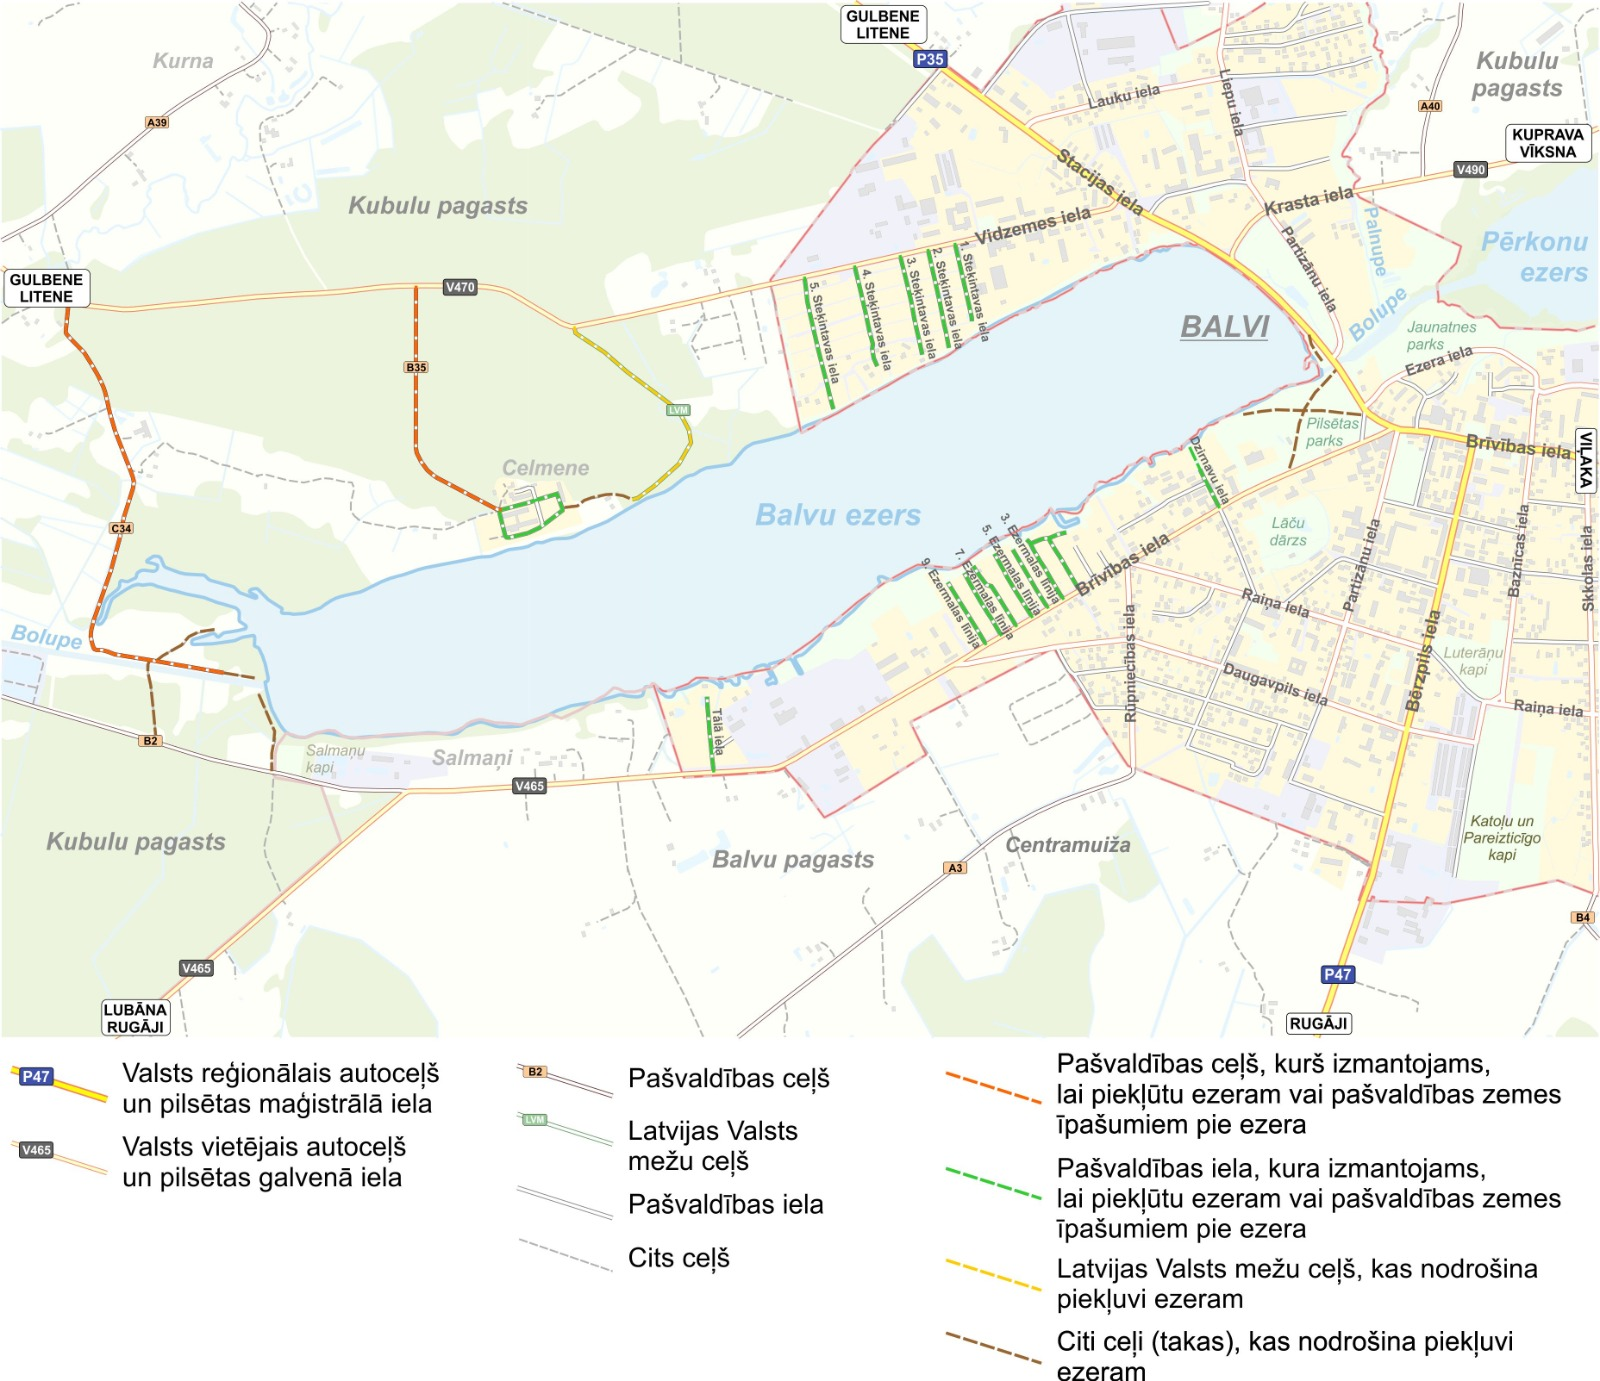 GULBENE
LITENE
P35
Kurna
Kubulu
pagasts
Lauku iela
Liepu iela
A40
A39
KUPRAVA
VĪKSNA
V490
Stacijas iela
Kubulu pagasts
Krasta iela
Vidzemes iela
Palnupe
Partizānu iela
Pērkonu
ezers
GULBENE
LITENE
V470
1. Stekintavas iela
2. Stekintavas iela
3. Stekintavas iela
4. Stekintavas iela
5. Stekintavas iela
BALVI
Bolupe
Jaunatnes
parks
Ezera iela
B35
LVM
Pilsētas
parks
Brīvības iela
VIĻAKA
Celmene
Dzirnavu iela
Balvu ezers
C34
Lāču
dārzs
3. Ezermalas līnija
5. Ezermalas līnija
7. Ezermalas līnija
9. Ezermalas līnija
Brīvības iela
Partizānu iela
Baznīcas iela
Skkolas iela
Raiņa iela
Bolupe
Rūpniecības iela
Bērzpils iela
Luterāņu
kapi
Daugavpils iela
Raiņa iela
Tālā iela
B2
Salmaņu
kapi
Salmaņi
V465
Kubulu pagasts
Balvu pagasts
Centramuiža
A3
Katoļu un
Pareizticīgo
kapi
B4
V465
P47
LUBĀNA
RUGĀJI
RUGĀJI
P47
Valsts reģionālais autoceļš
un pilsētas maģistrālā iela
V465
Valsts vietējais autoceļš
un pilsētas galvenā iela
B2
Pašvaldības ceļš
LVM
Latvijas Valsts
mežu ceļš
Pašvaldības iela
Cits ceļš
Pašvaldības ceļš, kurš izmantojams,
lai piekļūtu ezeram vai pašvaldības zemes
īpašumiem pie ezera
Pašvaldības iela, kura izmantojams,
lai piekļūtu ezeram vai pašvaldības zemes
īpašumiem pie ezera
Latvijas Valsts mežu ceļš, kas nodrošina
piekļuvi ezeram
Citi ceļi (takas), kas nodrošina piekļuvi
ezeram